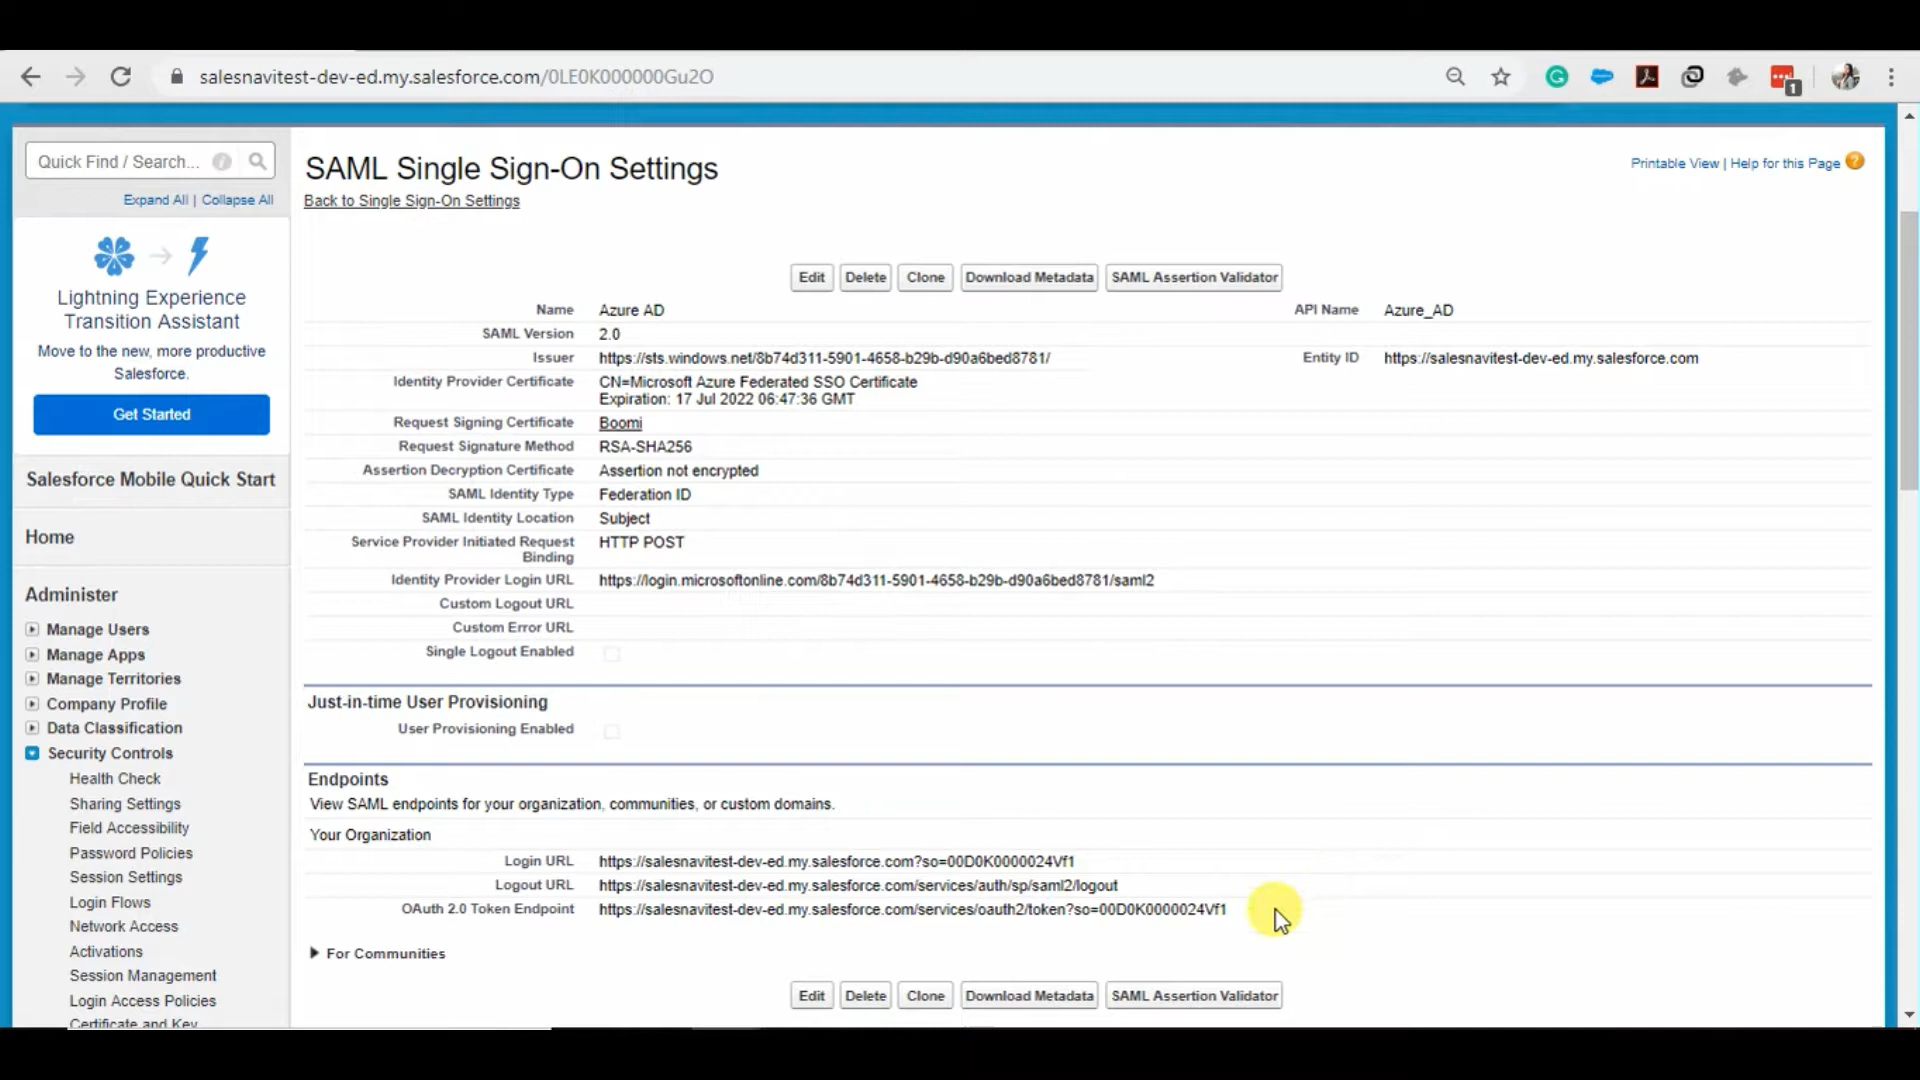 salesnavitest-dev-ed.my.salesforce.com/0LE0K000000Gu2O
1
Quick Find / Search...
Expand All | Collapse All
Lightning Experience
Transition Assistant
Move to the new, more productive
Salesforce.
Get Started
Salesforce Mobile Quick Start
Home
Administer
Manage Users
Manage Apps
Manage Territories
Company Profile
Data Classification
Security Controls
Health Check
Sharing Settings
Field Accessibility
Password Policies
Session Settings
Login Flows
Network Access
Activations
Session Management
Login Access Policies
Certificate and Key
SAML Single Sign-On Settings
Printable View | Help for this Page ?
Back to Single Sign-On Settings
Edit Delete Clone Download Metadata SAML Assertion Validator
Name Azure AD API Name Azure_AD
SAML Version 2.0
Issuer https://sts.windows.net/8b74d311-5901-4658-b29b-d90a6bed8781/ Entity ID https://salesnavitest-dev-ed.my.salesforce.com
Identity Provider Certificate CN=Microsoft Azure Federated SSO Certificate
Expiration: 17 Jul 2022 06:47:36 GMT
Request Signing Certificate Boomi
Request Signature Method RSA-SHA256
Assertion Decryption Certificate Assertion not encrypted
SAML Identity Type Federation ID
SAML Identity Location Subject
Service Provider Initiated Request HTTP POST
Binding
Identity Provider Login URL https://login.microsoftonline.com/8b74d311-5901-4658-b29b-d90a6bed8781/saml2
Custom Logout URL
Custom Error URL
Single Logout Enabled
Just-in-time User Provisioning
User Provisioning Enabled
Endpoints
View SAML endpoints for your organization, communities, or custom domains.
Your Organization
Login URL https://salesnavitest-dev-ed.my.salesforce.com?so=00D0K0000024Vf1
Logout URL https://salesnavitest-dev-ed.my.salesforce.com/services/auth/sp/saml2/logout
OAuth 2.0 Token Endpoint https://salesnavitest-dev-ed.my.salesforce.com/services/oauth2/token?so=00D0K0000024Vf1
For Communities
Edit Delete Clone Download Metadata SAML Assertion Validator